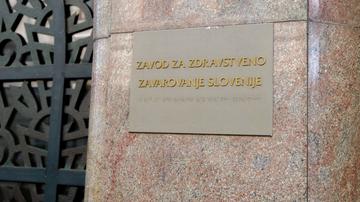 ZAVOD ZA ZDRAVSTVENO
ZAVAROVANJE SLOVENIJE